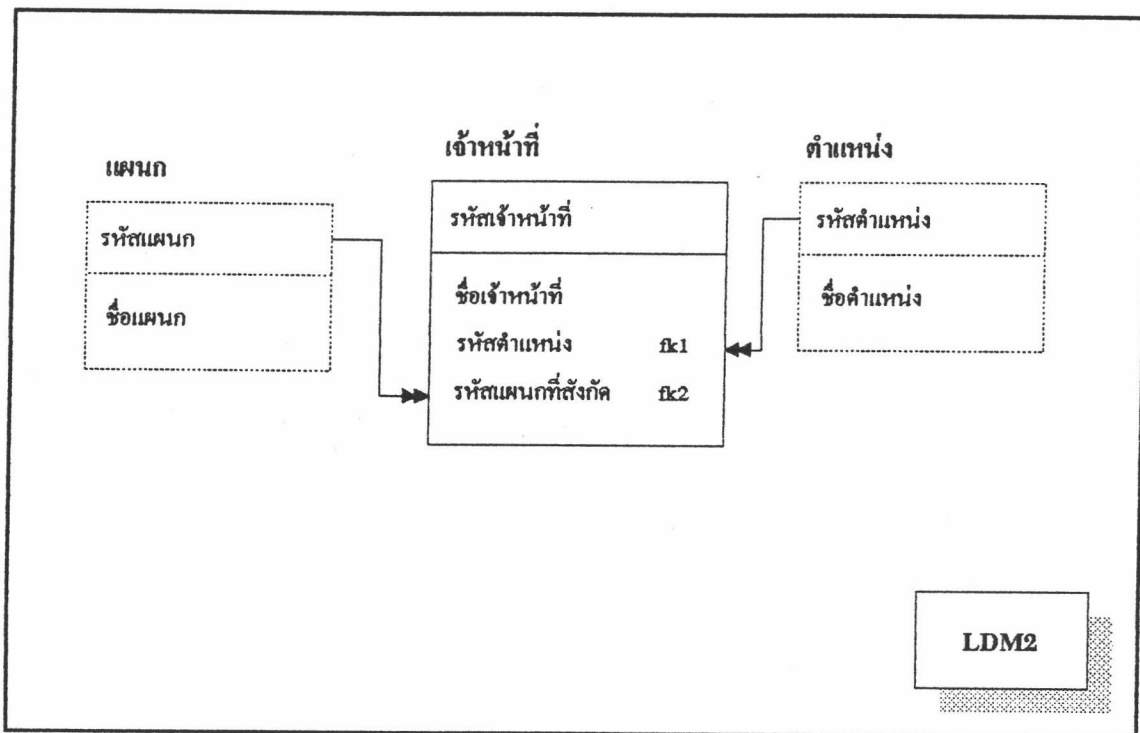 แผนก
รหัสแผนก
ชื่อแผนก
เจ้าหน้าที่
รหัสเจ้าหน้าที่
ชื่อเจ้าหน้าที่
รหัสตำแหน่ง fk1
รหัสแผนกที่สังกัด fk2
ตำแหน่ง
รหัสตำแหน่ง
ชื่อตำแหน่ง
LDM2